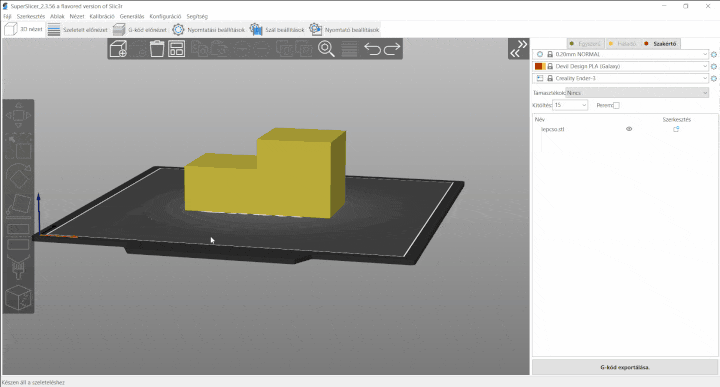 SuperSlicer_2.3.56 a flavored version of Slic3r
Fájl Szerkesztés Ablak Nézet Kalibráció Generálás Konfiguráció Segítség
3D nézet Szeletelt előnézet G-kód előnézet Nyomtatási beállítások Szál beállítások Nyomtató beállítások
Egyszerű Haladó Szakértő
0.20mm NORMAL
Devil Design PLA (Galaxy)
Creality Ender-3
Támasztékok: Nincs
Kitöltés: 15 Perem:
Név Szerkesztés
lepcso.stl
G-kód exportálása.
Készen áll a szeleteléshez